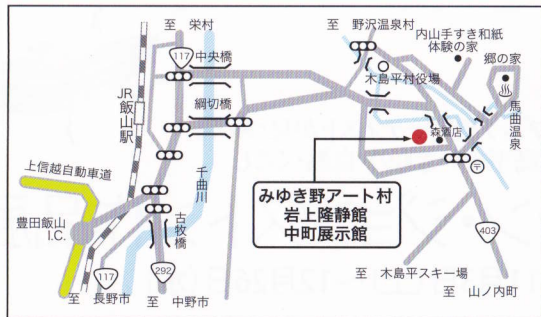 至 栄村
至 野沢温泉村
内山手すき和紙
体験の家
郷の家
117
中央橋
木島平村役場
馬曲温泉
JR飯山駅
綱切橋
森酒店
上信越自動車道
千曲川
みゆき野アート村
岩上隆静館
中町展示館
豊田飯山
I.C.
古牧橋
403
117
292
至 木島平スキー場
至 長野市
至 中野市
至 山ノ内町